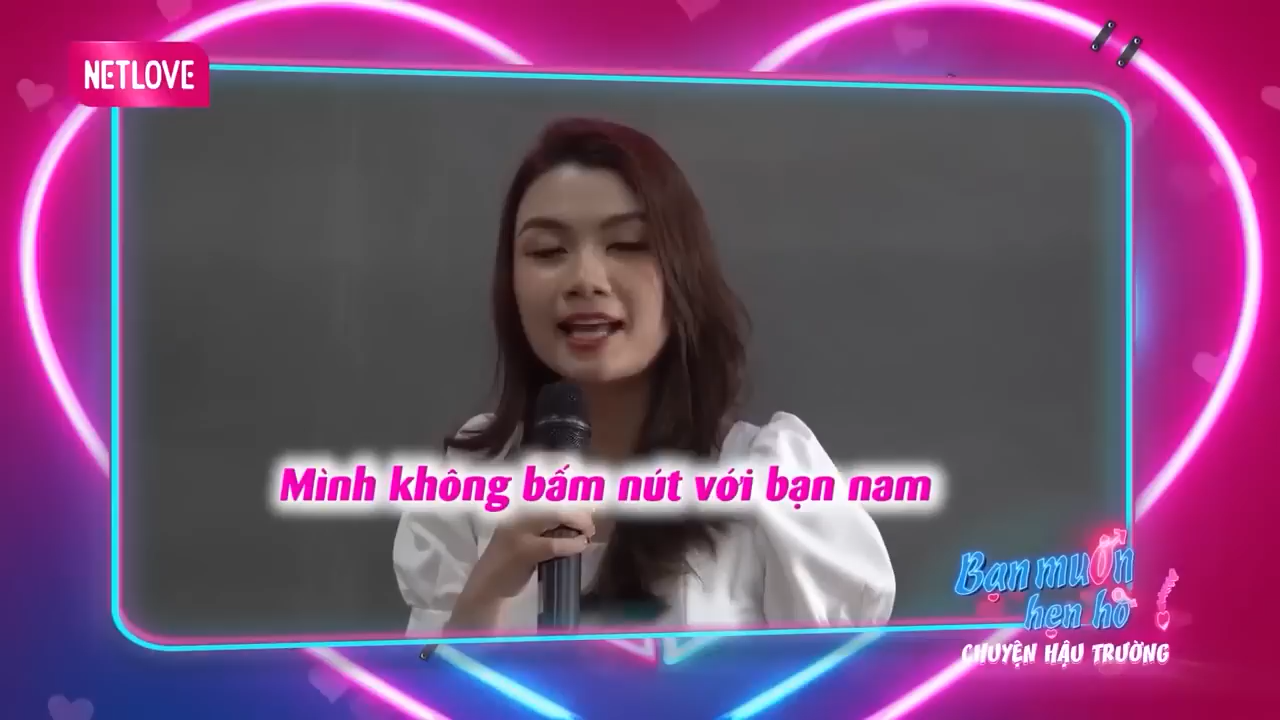 NETLOVE
Mình không bấm nút với bạn nam
Bạn muốn
hẹn hò
CHUYỆN HẬU TRƯỜNG